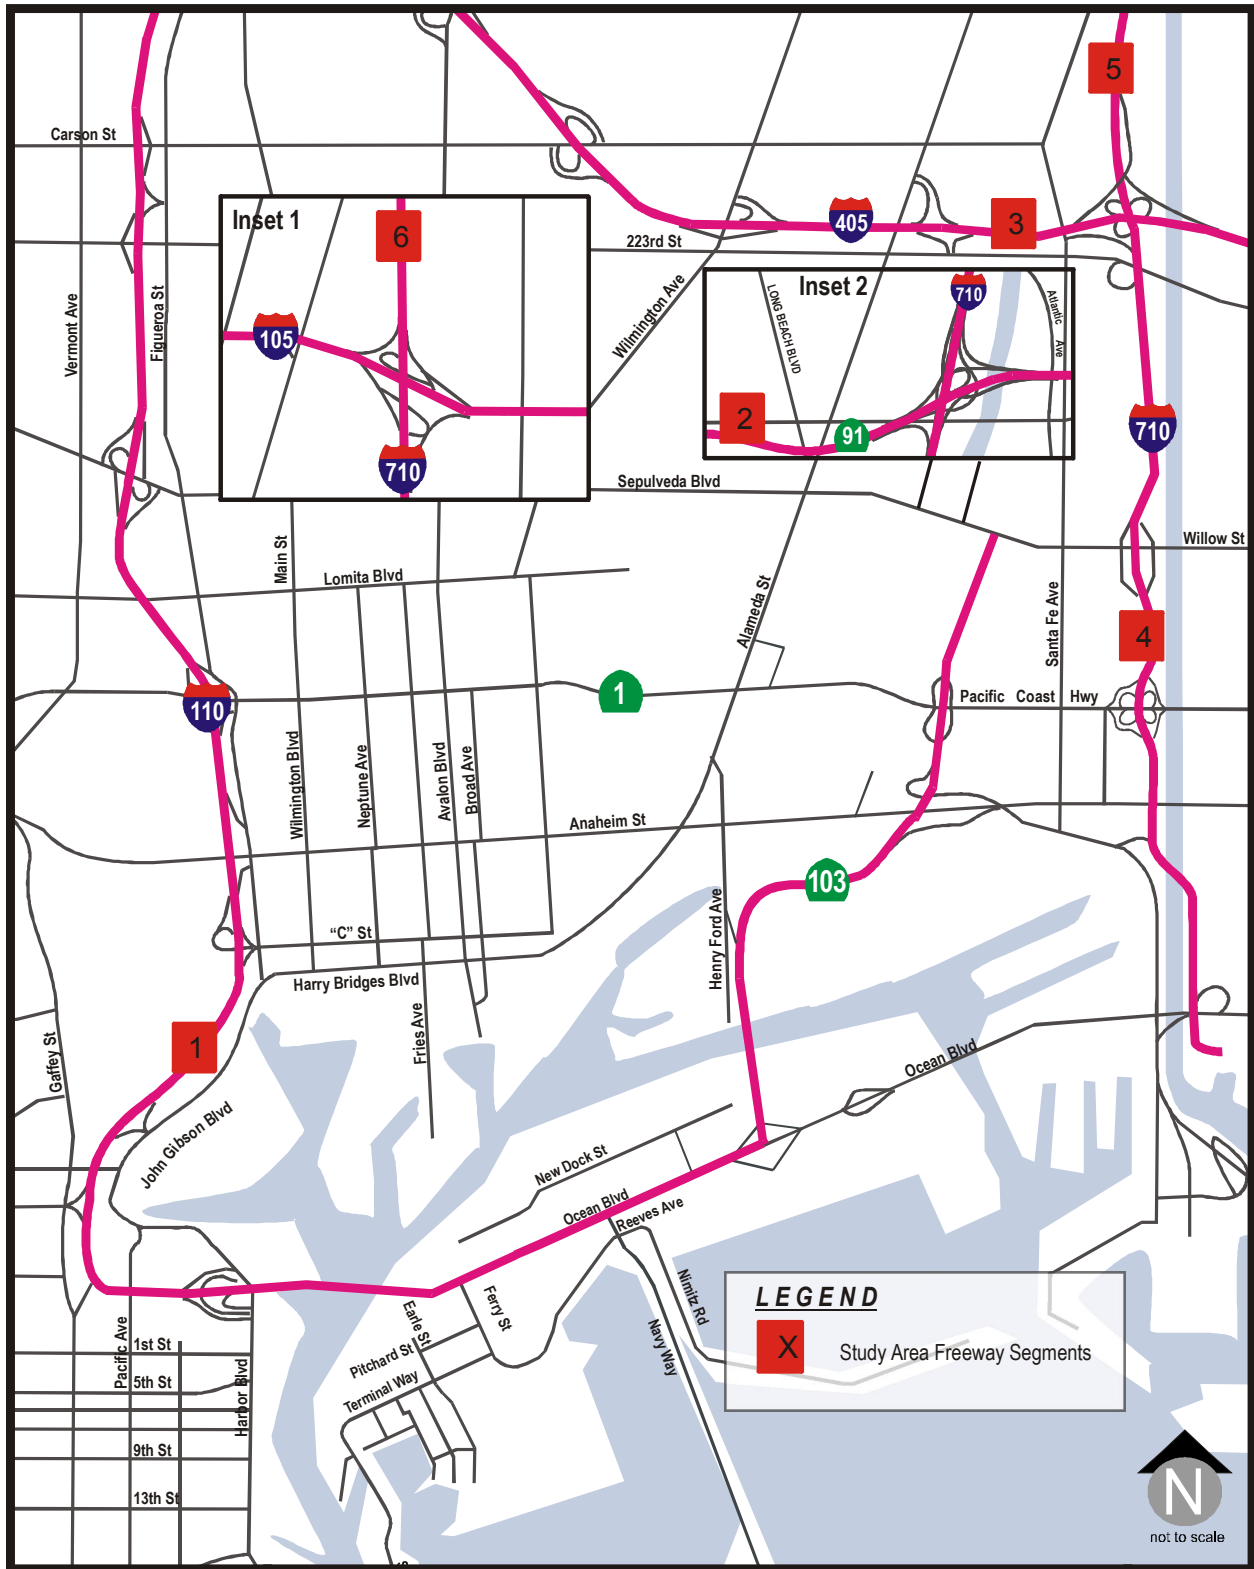 5
Carson St
Inset 1
6
405
3
223rd St
Vermont Ave
Figueroa St
Wilmington Ave
Inset 2
710
LONG BEACH BLVD
Atlantic Ave
105
2
91
710
710
Sepulveda Blvd
Willow St
Main St
Lomita Blvd
Alameda St
Santa Fe Ave
4
110
1
Pacific Coast Hwy
Wilmington Blvd
Neptune Ave
Avalon Blvd
Broad Ave
Anaheim St
103
"C" St
Henry Ford Ave
Harry Bridges Blvd
Fries Ave
1
Gaffey St
Ocean Blvd
John Gibson Blvd
New Dock St
Ocean Blvd
Reeves Ave
Nimitz Rd
Navy Way
Ferry St
Earle St
Pitchard St
Terminal Way
Pacific Ave
Harbor Blvd
1st St
5th St
9th St
13th St
LEGEND
X Study Area Freeway Segments
N
not to scale